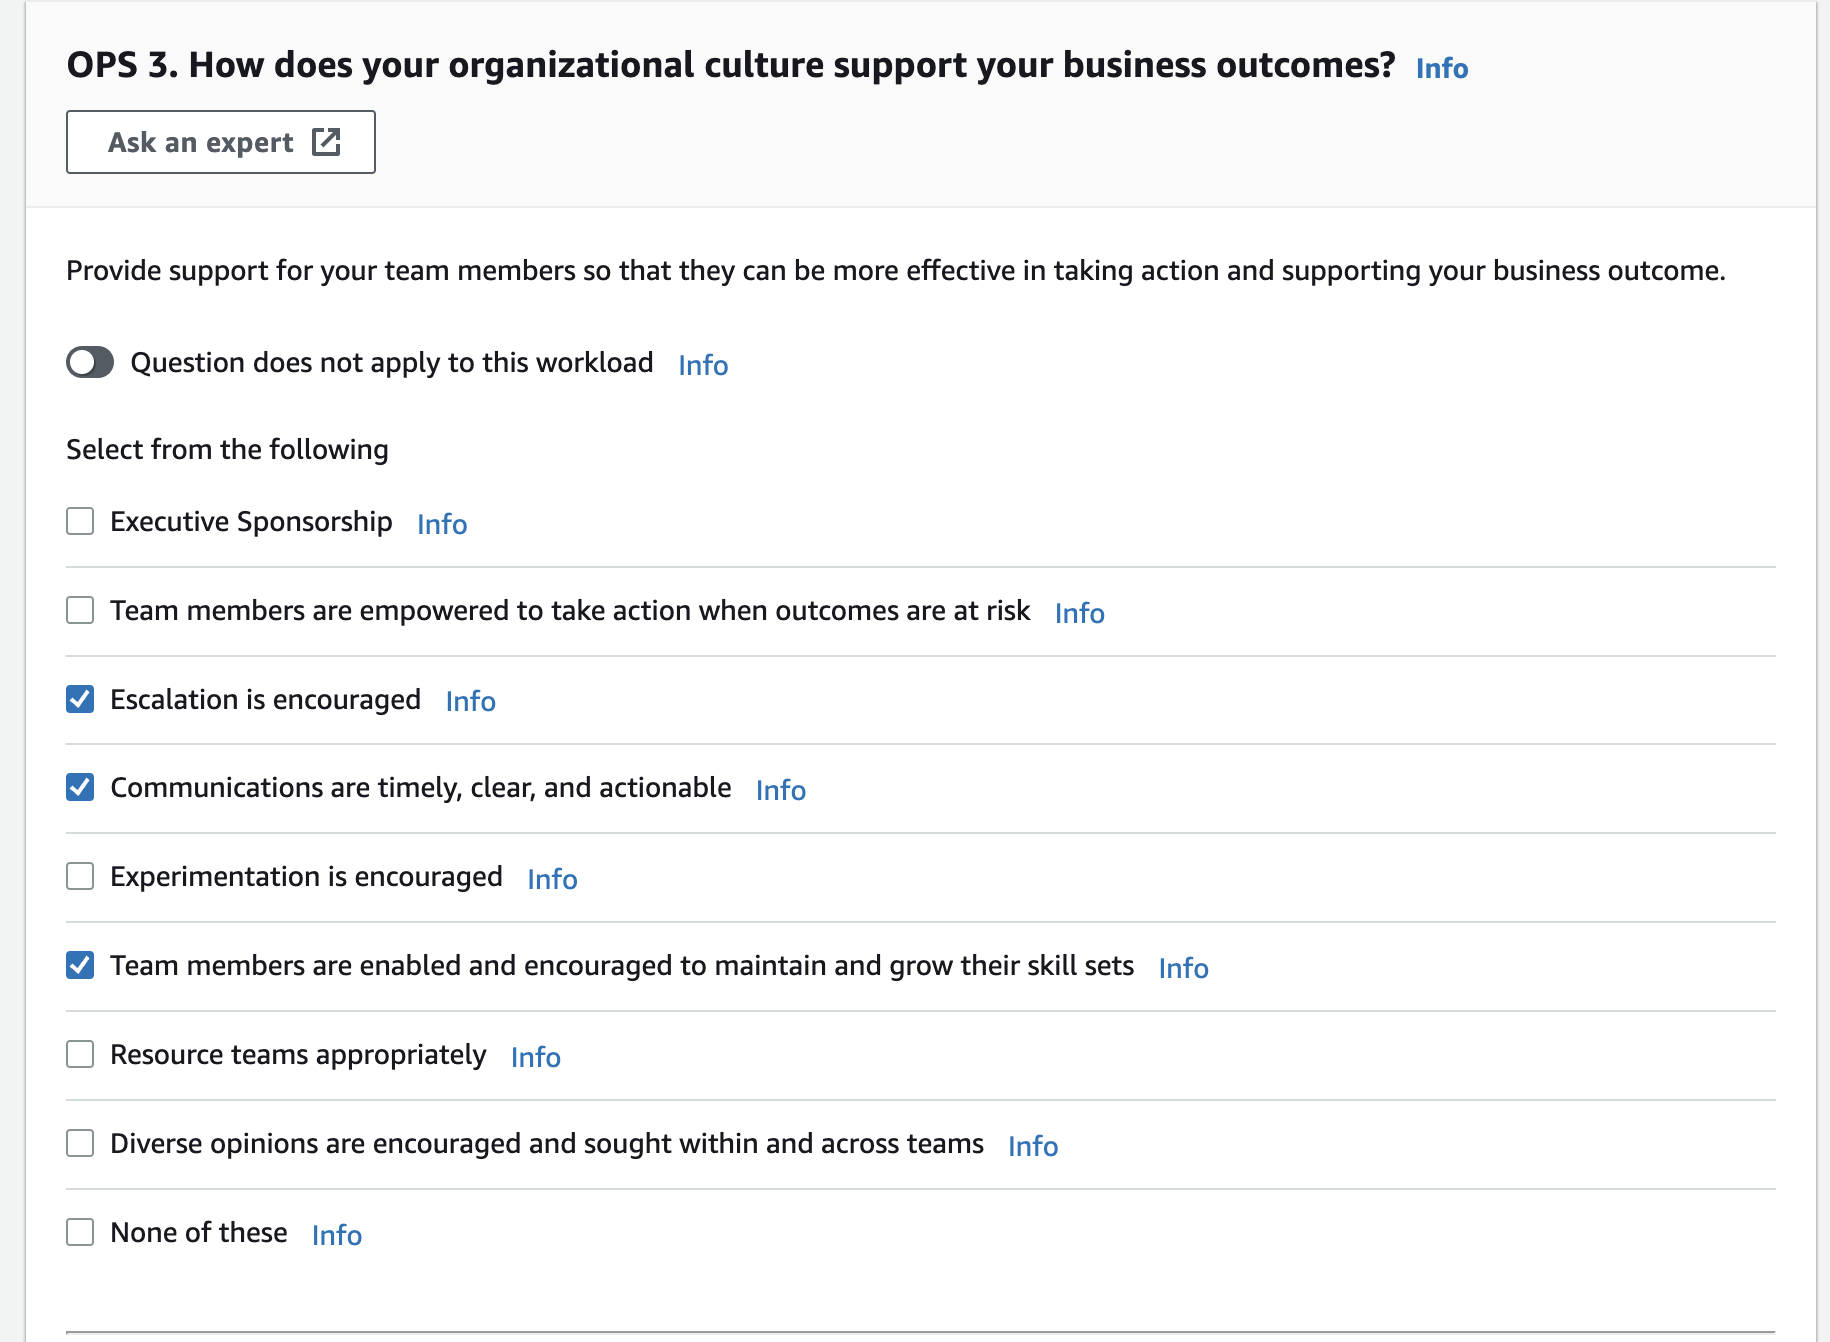 OPS 3. How does your organizational culture support your business outcomes? Info
Ask an expert
Provide support for your team members so that they can be more effective in taking action and supporting your business outcome.
Question does not apply to this workload Info
Select from the following
Executive Sponsorship Info
Team members are empowered to take action when outcomes are at risk Info
Escalation is encouraged Info
Communications are timely, clear, and actionable Info
Experimentation is encouraged Info
Team members are enabled and encouraged to maintain and grow their skill sets Info
Resource teams appropriately Info
Diverse opinions are encouraged and sought within and across teams Info
None of these Info